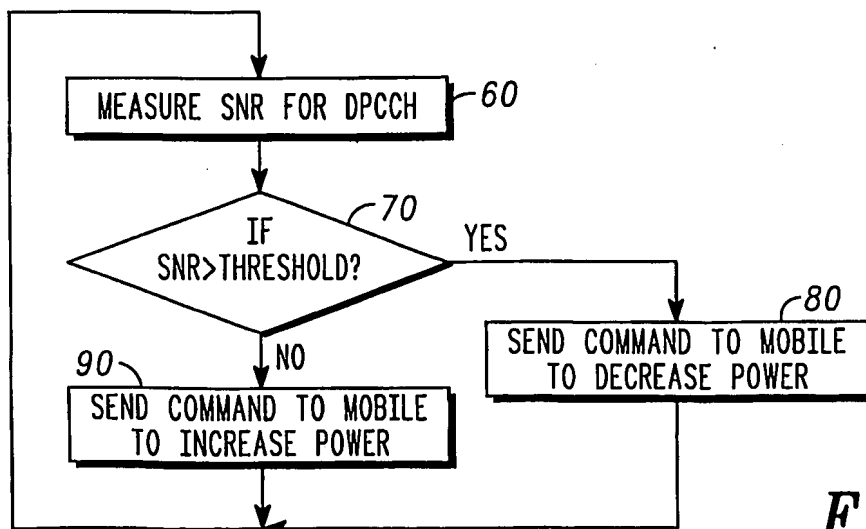 MEASURE SNR FOR DPCCH
60
IF
SNR>THRESHOLD?
70
YES
NO
80
SEND COMMAND TO MOBILE
TO DECREASE POWER
90
SEND COMMAND TO MOBILE
TO INCREASE POWER
F